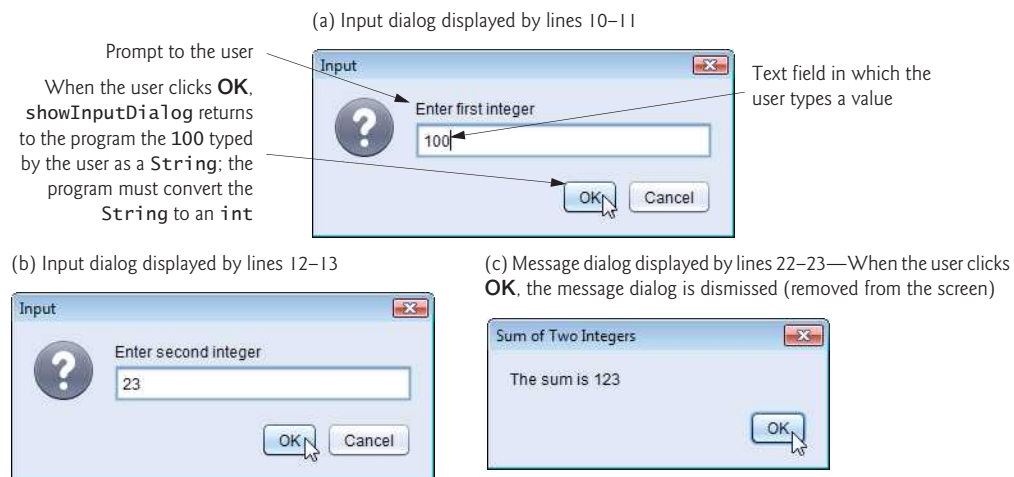 (a) Input dialog displayed by lines 10–11
Prompt to the user
When the user clicks OK,
showInputDialog returns
to the program the 100 typed
by the user as a String; the
program must convert the
String to an int
Input
Enter first integer
100
OK
Cancel
Text field in which the
user types a value
(b) Input dialog displayed by lines 12–13
Input
Enter second integer
23
OK
Cancel
(c) Message dialog displayed by lines 22–23—When the user clicks
OK, the message dialog is dismissed (removed from the screen)
Sum of Two Integers
The sum is 123
OK